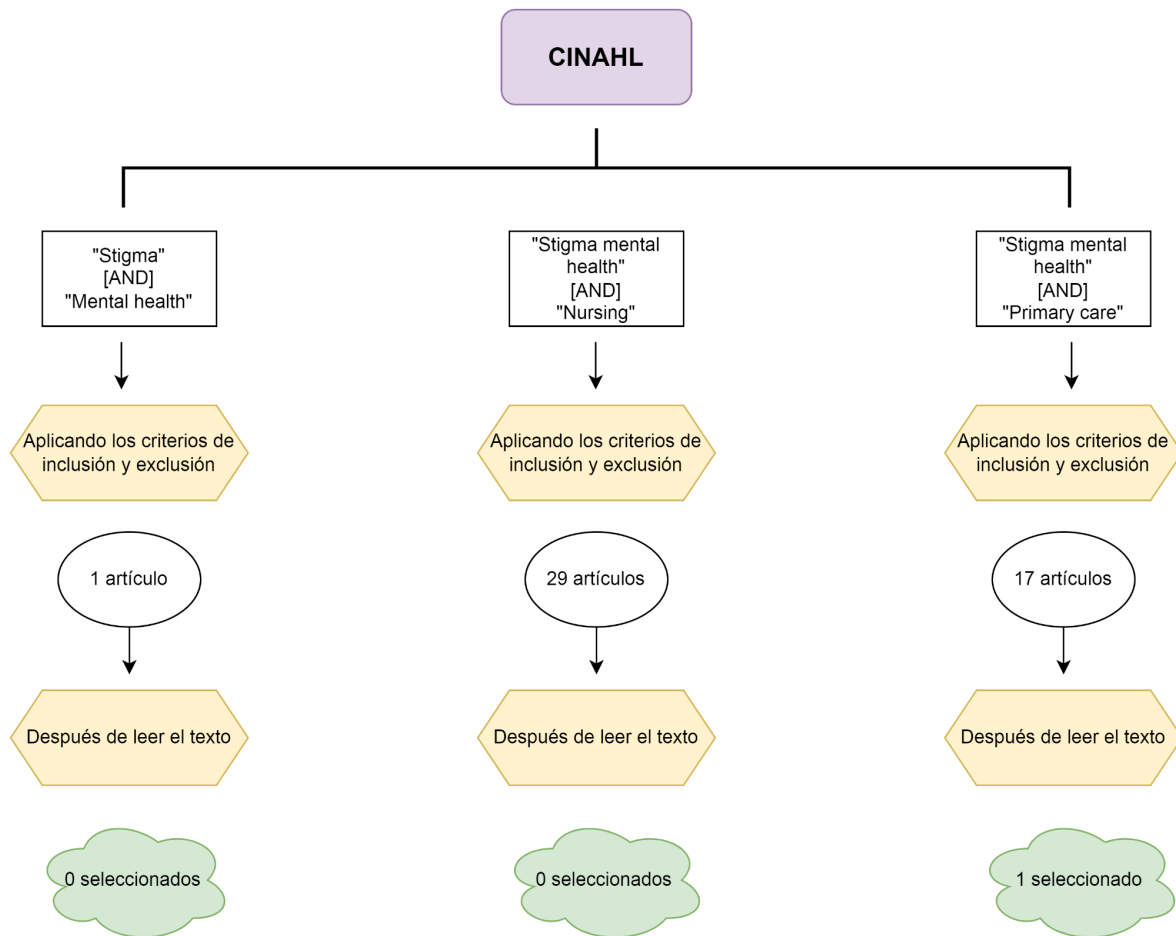 CINAHL
"Stigma"
[AND]
"Mental health"
"Stigma mental
health"
[AND]
"Nursing"
"Stigma mental
health"
[AND]
"Primary care"
Aplicando los criterios de
inclusión y exclusión
Aplicando los criterios de
inclusión y exclusión
Aplicando los criterios de
inclusión y exclusión
1 artículo
29 artículos
17 artículos
Después de leer el texto
Después de leer el texto
Después de leer el texto
0 seleccionados
0 seleccionados
1 seleccionado